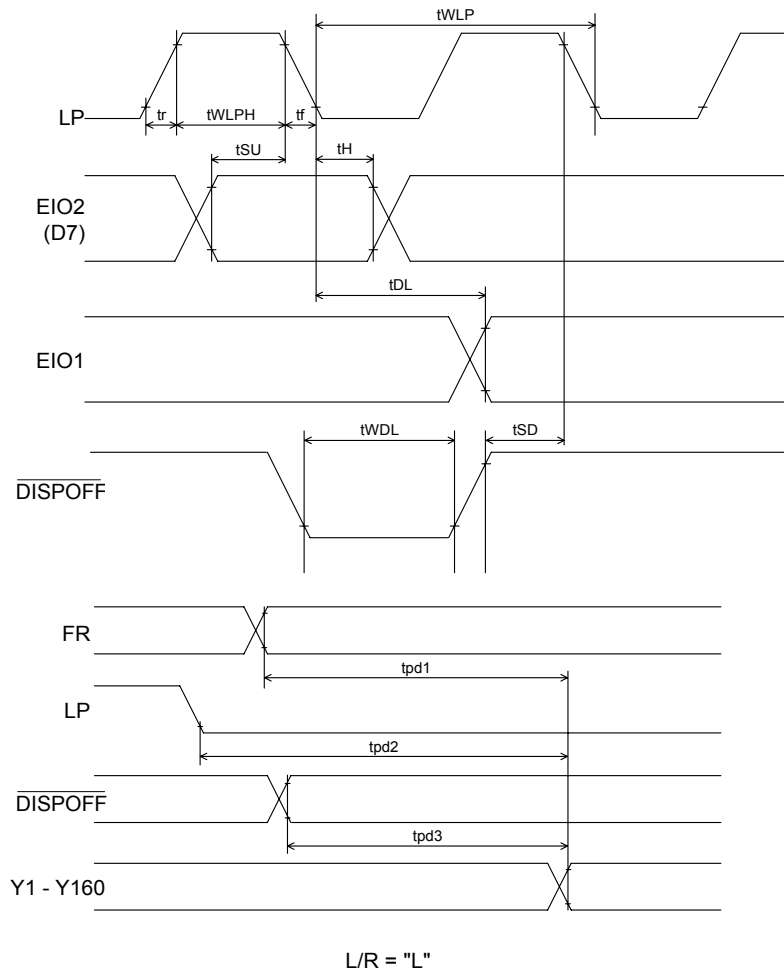 tWLP
LP
tr
tWLPH
tf
tSU
tH
EIO2
(D7)
tDL
EIO1
tWDL
tSD
DISPOFF
FR
tpd1
LP
tpd2
DISPOFF
tpd3
Y1 - Y160
L/R = "L"